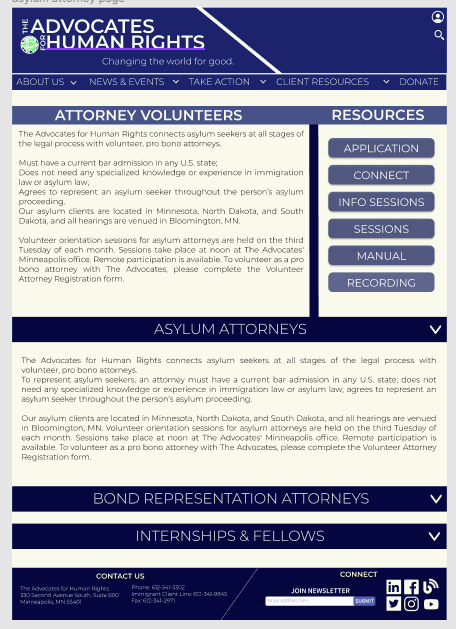 asylum attorney page
THE ADVOCATES
FOR HUMAN RIGHTS
Changing the world for good.
ABOUT US NEWS & EVENTS TAKE ACTION CLIENT RESOURCES DONATE
ATTORNEY VOLUNTEERS
The Advocates for Human Rights connects asylum seekers at all stages of
the legal process with volunteer, pro bono attorneys.
Must have a current bar admission in any U.S. state;
Does not need any specialized knowledge or experience in immigration
law or asylum law;
Agrees to represent an asylum seeker throughout the person's asylum
proceeding.
Our asylum clients are located in Minnesota, North Dakota, and South
Dakota, and all hearings are venued in Bloomington, MN.
Volunteer orientation sessions for asylum attorneys are held on the third
Tuesday of each month. Sessions take place at noon at The Advocates'
Minneapolis office. Remote participation is available. To volunteer as a pro
bono attorney with The Advocates, please complete the Volunteer
Attorney Registration form.
RESOURCES
APPLICATION
CONNECT
INFO SESSIONS
SESSIONS
MANUAL
RECORDING
ASYLUM ATTORNEYS
The Advocates for Human Rights connects asylum seekers at all stages of the legal process with
volunteer, pro bono attorneys.
To represent asylum seekers, an attorney must have a current bar admission in any U.S. state; does not
need any specialized knowledge or experience in immigration law or asylum law; agrees to represent an
asylum seeker throughout the person's asylum proceeding.
Our asylum clients are located in Minnesota, North Dakota, and South Dakota, and all hearings are venued
in Bloomington, MN. Volunteer orientation sessions for asylum attorneys are held on the third Tuesday of
each month. Sessions take place at noon at The Advocates' Minneapolis office. Remote participation is
available. To volunteer as a pro bono attorney with The Advocates, please complete the Volunteer Attorney
Registration form.
BOND REPRESENTATION ATTORNEYS
INTERNSHIPS & FELLOWS
CONTACT US
The Advocates for Human Rights
330 Second Avenue South, Suite 800
Minneapolis, MN 55401
Phone: 612-341-3302
Immigrant Client Line: 612-341-9845
Fax: 612-341-2971
CONNECT
JOIN NEWSLETTER
SUBMIT